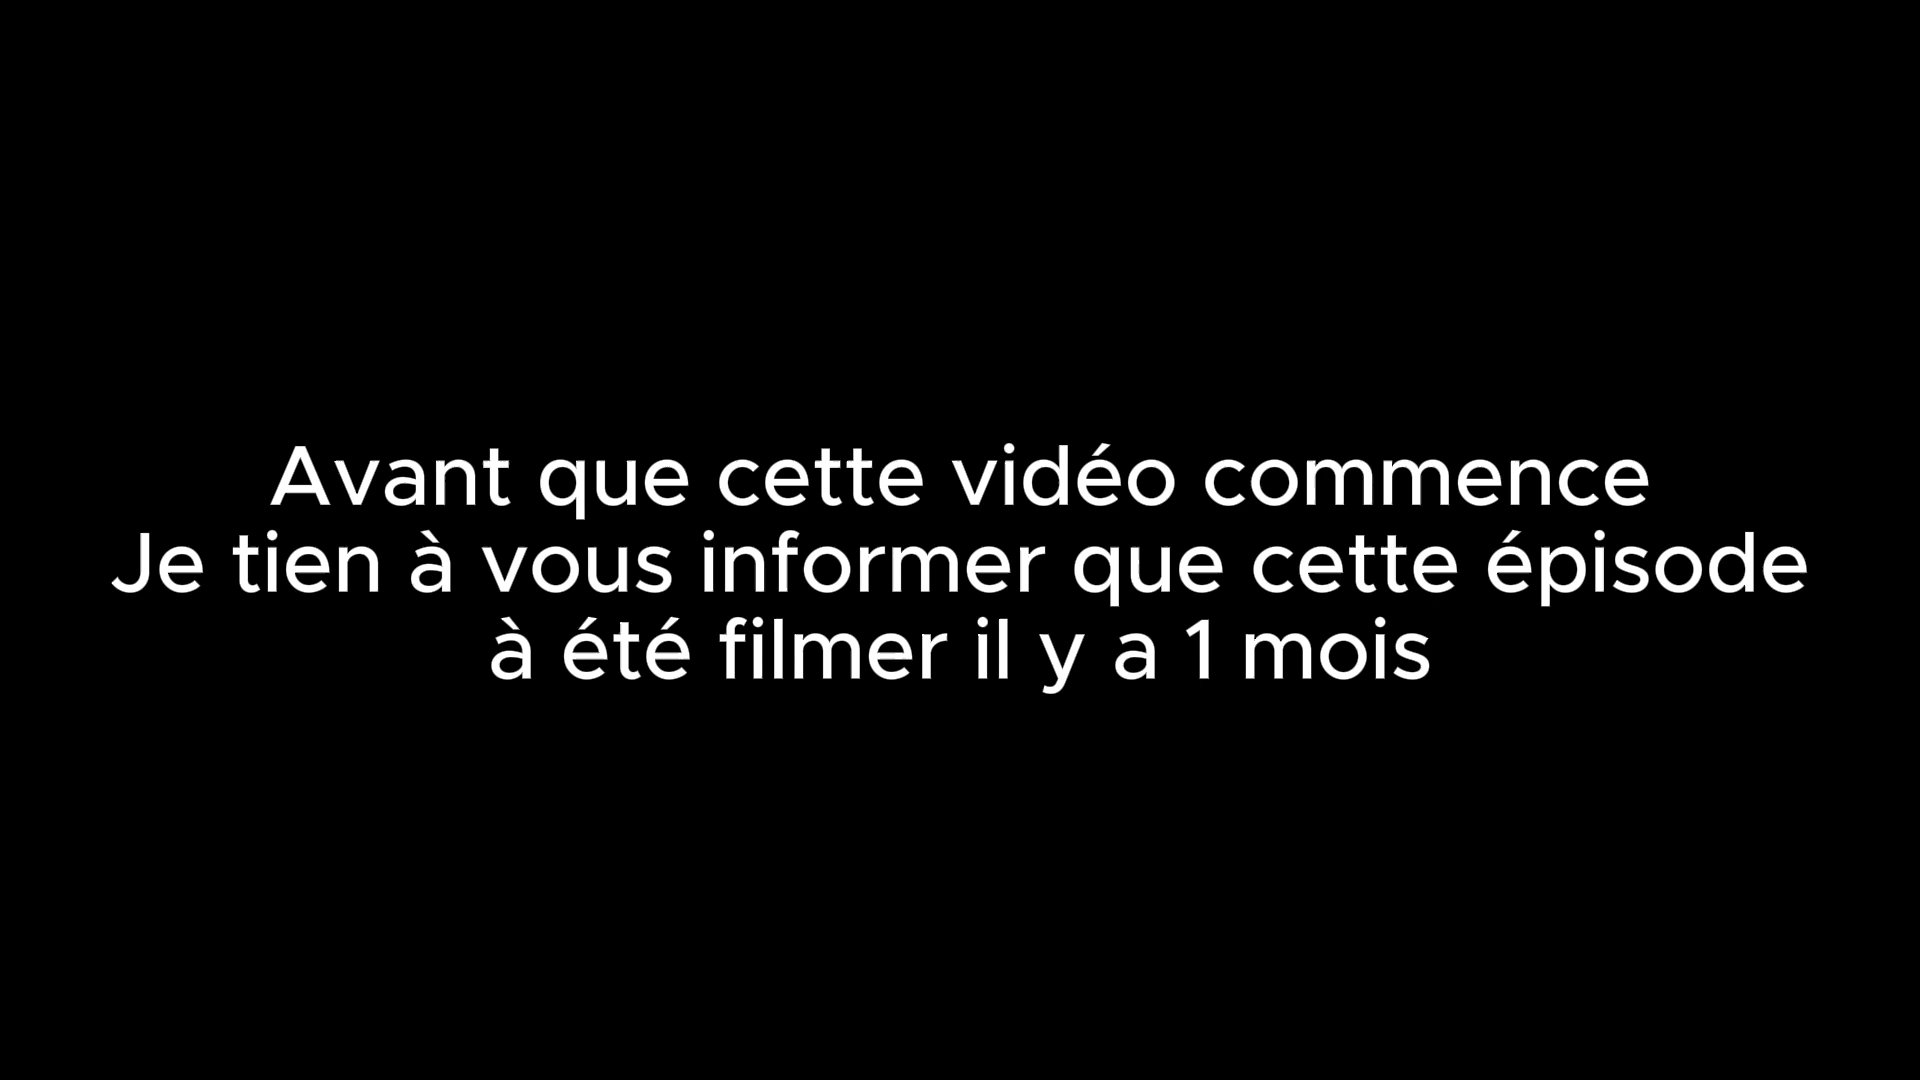 Avant que cette vidéo commence
Je tien à vous informer que cette épisode
à été filmer il y a 1 mois